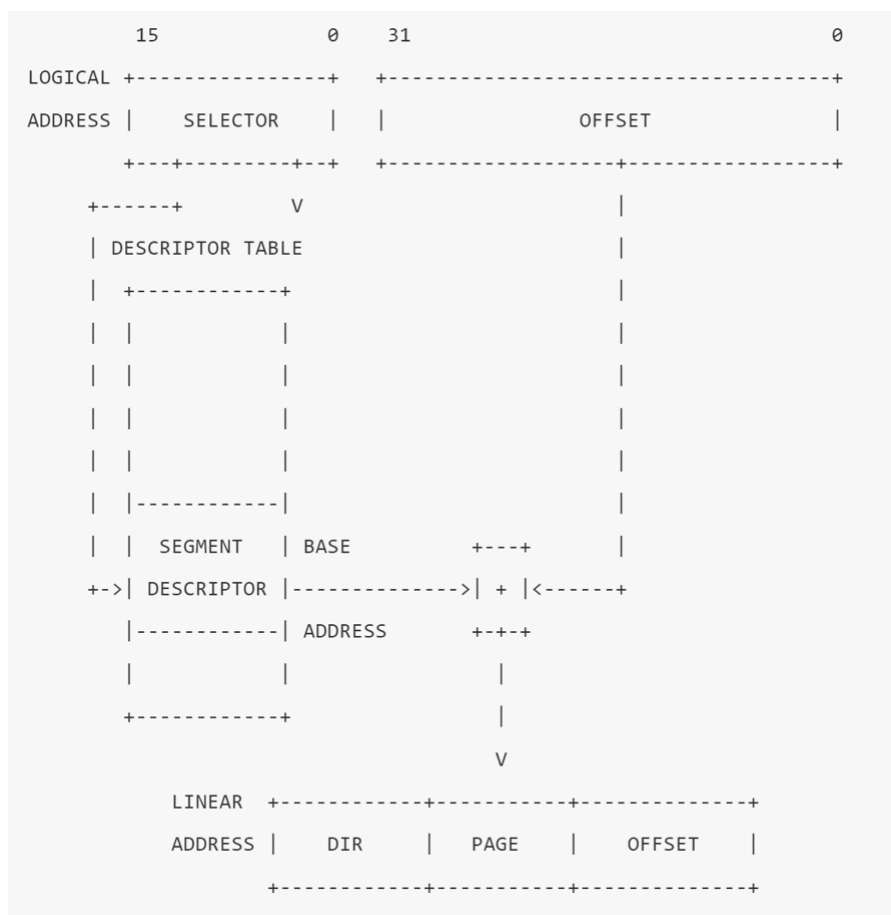 15 0 31 0
LOGICAL +----------------+ +-------------------------------------+
ADDRESS | SELECTOR | | OFFSET |
+---+---------+--+ +-------------------+-----------------+
+------+ V |
| DESCRIPTOR TABLE |
| +------------+ |
| | | |
| | | |
| | | |
| | | |
| |------------| |
| | SEGMENT | BASE +---+ |
+->| DESCRIPTOR |-------------->| + |<------+
|------------| ADDRESS +-+-+
| | |
+------------+ |
V
LINEAR +------------+-----------+--------------+
ADDRESS | DIR | PAGE | OFFSET |
+------------+-----------+--------------+